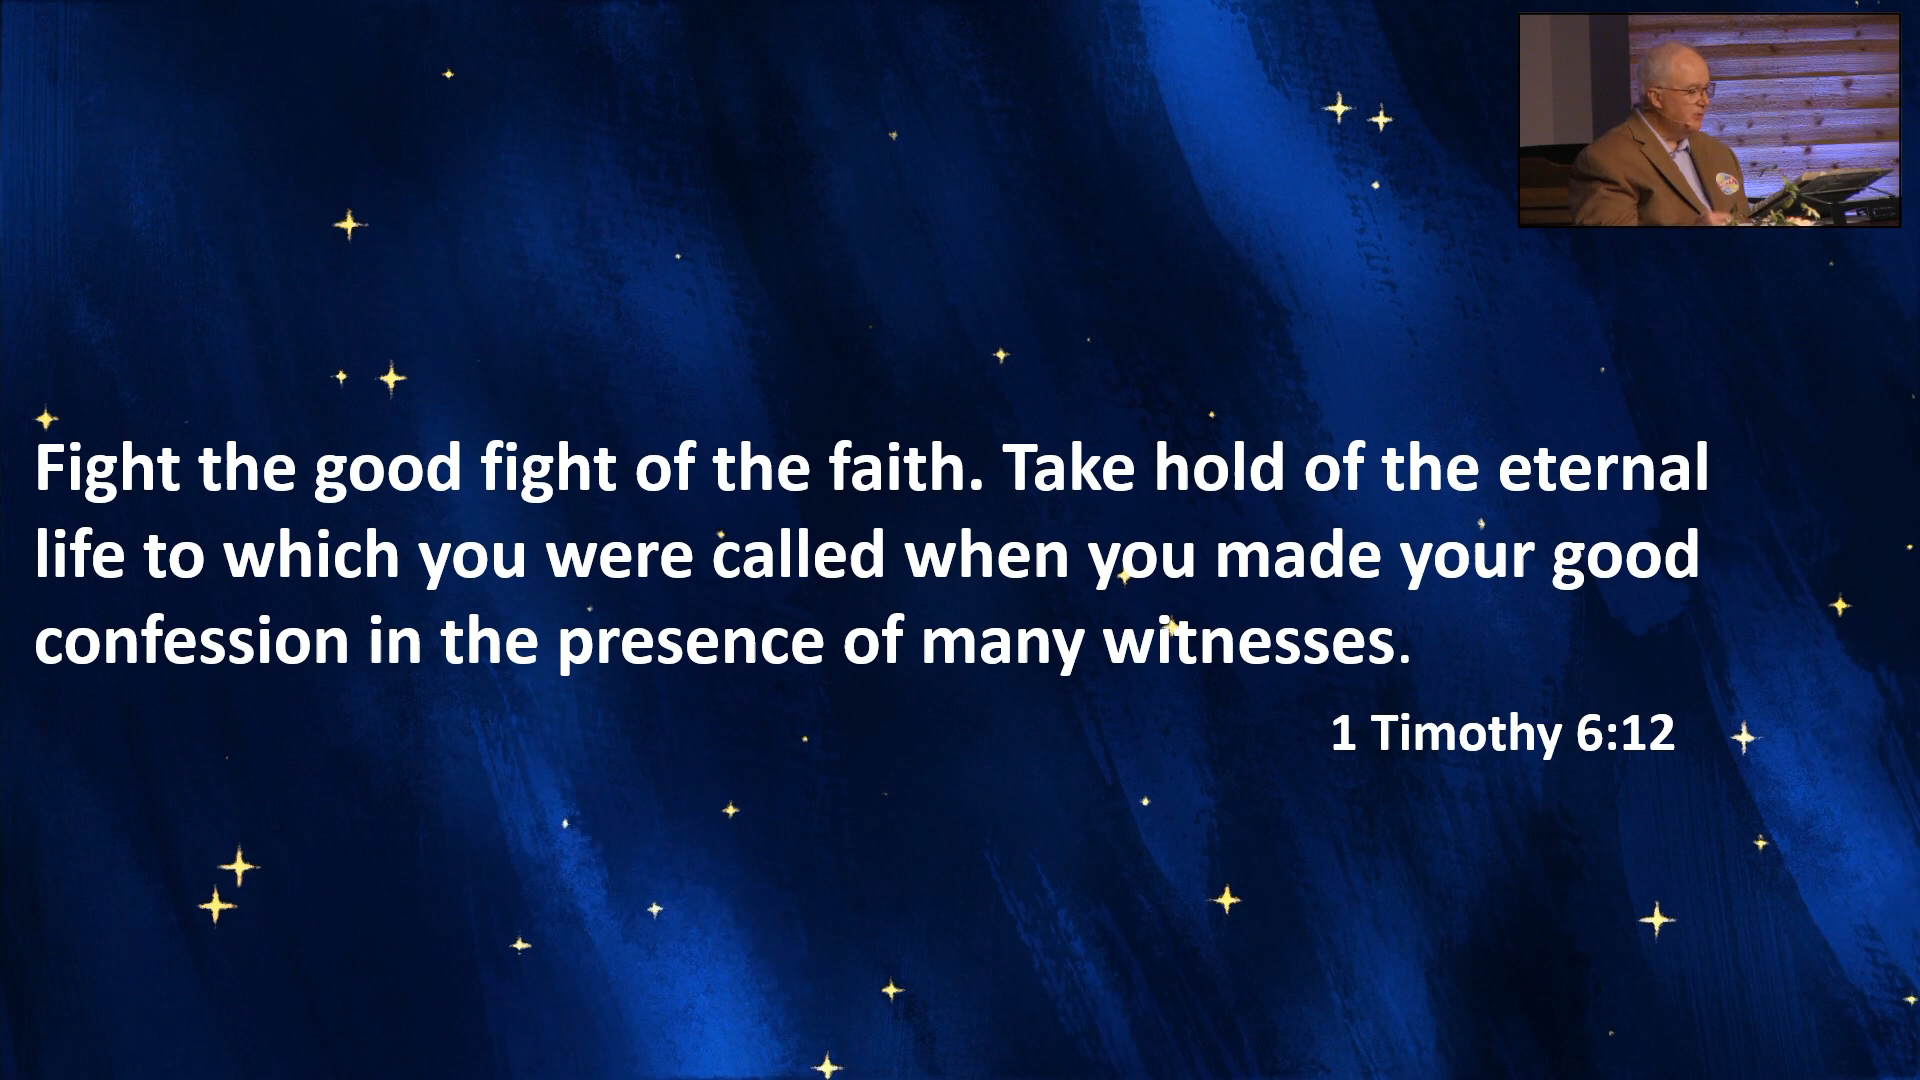 Fight the good fight of the faith. Take hold of the eternal
life to which you were called when you made your good
confession in the presence of many witnesses.
1 Timothy 6:12